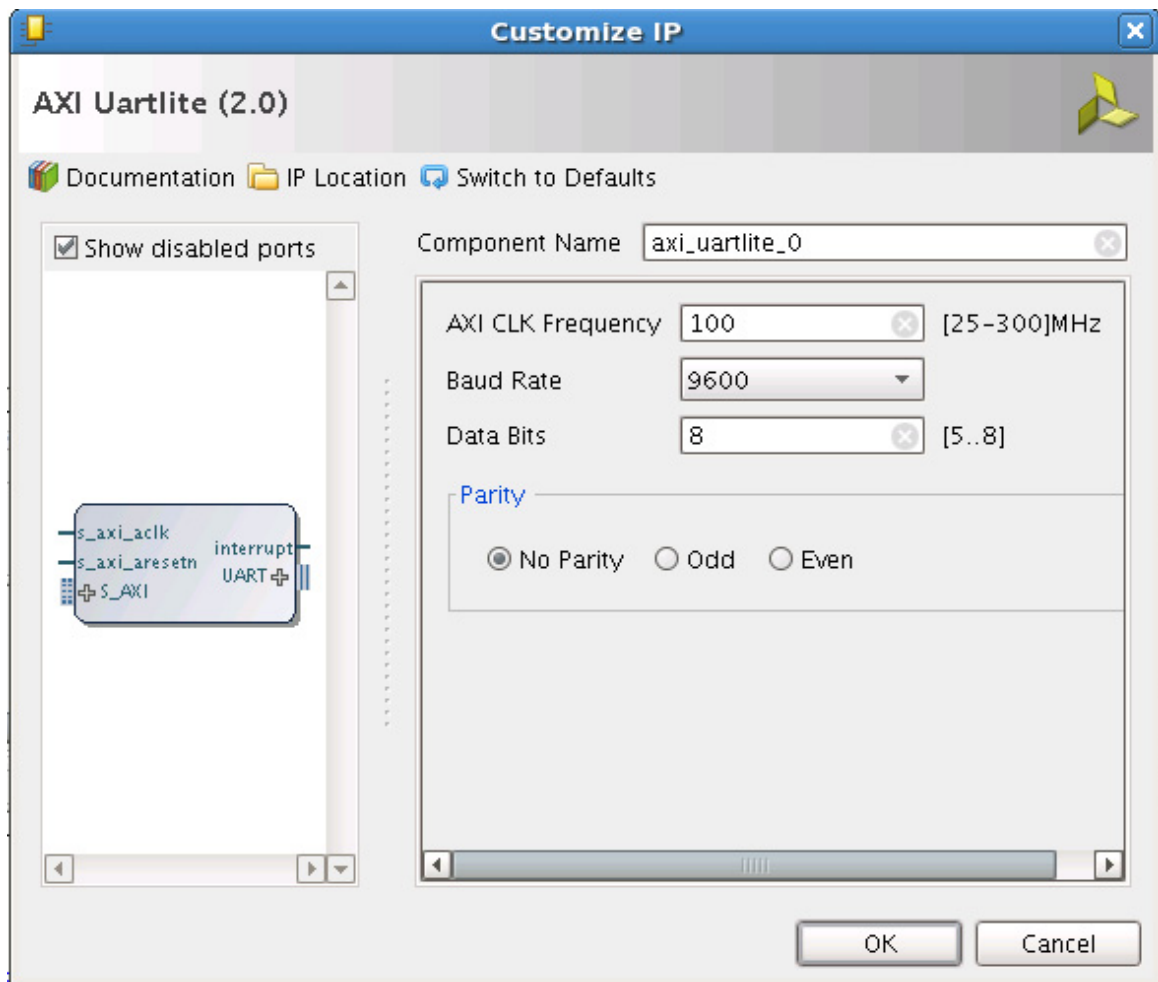 Customize IP
AXI Uartlite (2.0)
Documentation IP Location Switch to Defaults
Show disabled ports
s_axi_aclk
s_axi_aresetn
S_AXI
interrupt
UART
Component Name axi_uartlite_0
AXI CLK Frequency 100 [25-300]MHz
Baud Rate 9600
Data Bits 8 [5..8]
Parity
No Parity Odd Even
OK Cancel